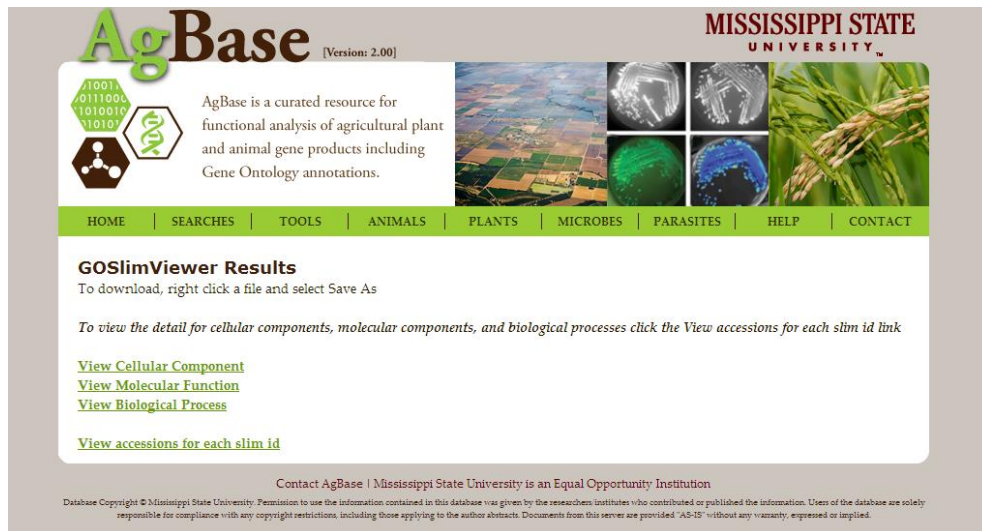 AgBase [Version: 2.00]
MISSISSIPPI STATE
UNIVERSITY™
AgBase is a curated resource for
functional analysis of agricultural plant
and animal gene products including
Gene Ontology annotations.
HOME | SEARCHES | TOOLS | ANIMALS | PLANTS | MICROBES | PARASITES | HELP | CONTACT
GOSlimViewer Results
To download, right click a file and select Save As
To view the detail for cellular components, molecular components, and biological processes click the View accessions for each slim id link
View Cellular Component
View Molecular Function
View Biological Process
View accessions for each slim id
Contact AgBase | Mississippi State University is an Equal Opportunity Institution
Database Copyright © Mississippi State University. Permission to use the information contained in this database was given by the researchers/institutes who contributed or published the information. Users of the database are solely
responsible for compliance with any copyright restrictions, including those applying to the author abstracts. Documents from this server are provided "AS-IS" without any warranty, expressed or implied.